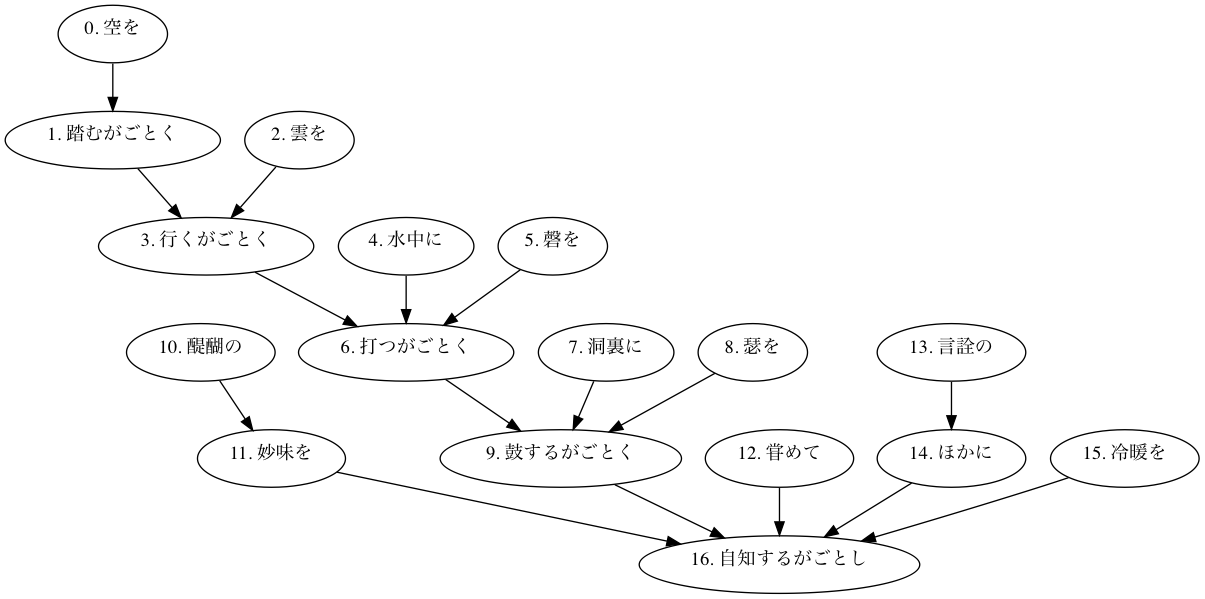 0. 空を
1. 踏むがごとく
2. 雲を
3. 行くがごとく
4. 水中に
5. 磬を
10. 醍醐の
6. 打つがごとく
7. 洞裏に
8. 瑟を
13. 言詮の
11. 妙味を
9. 鼓するがごとく
12. 甞めて
14. ほかに
15. 冷暖を
16. 自知するがごとし